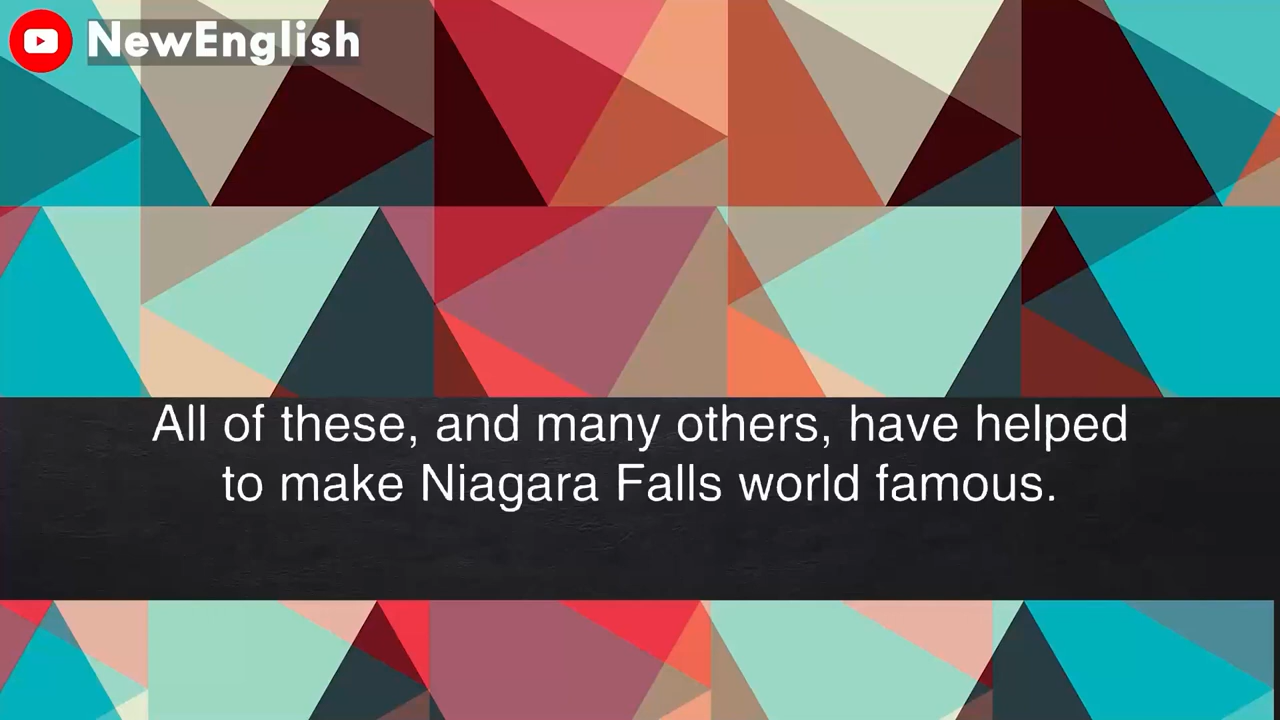 NewEnglish
All of these, and many others, have helped
to make Niagara Falls world famous.